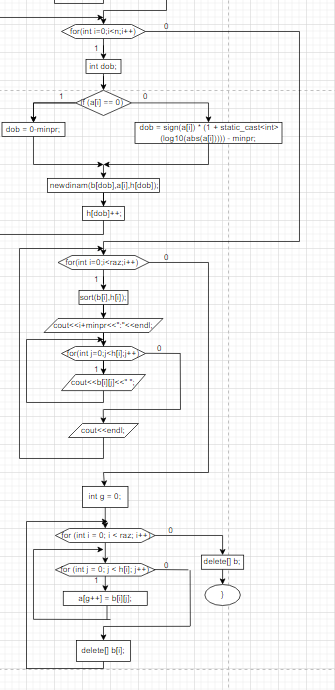 for(int i=0;i<n;i++)
0
1
int dob;
1
if (a[i] == 0)
0
dob = 0-minpr;
dob = sign(a[i]) * (1 + static_cast<int>
(log10(abs(a[i])))) - minpr;
newdinam(b[dob],a[i],h[dob]);
h[dob]++;
for(int i=0;i<raz;i++)
0
1
sort(b[i],h[i]);
cout<<i+minpr<<":"<<endl;
for(int j=0;j<h[i];j++)
0
1
cout<<b[i][j]<<" ";
cout<<endl;
int g = 0;
for (int i = 0; i < raz; i++)
0
delete[] b;
for (int j = 0; j < h[i]; j++)
0
}
1
a[g++] = b[i][j];
delete[] b[i];